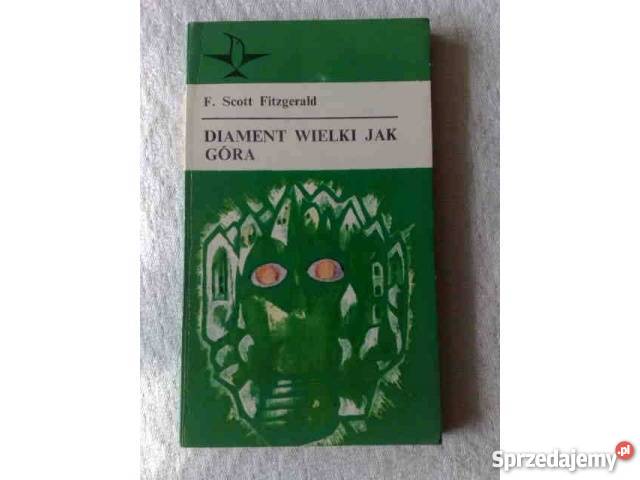 F. Scott Fitzgerald
DIAMENT WIELKI JAK
GÓRA
Sprzedajemy.pl